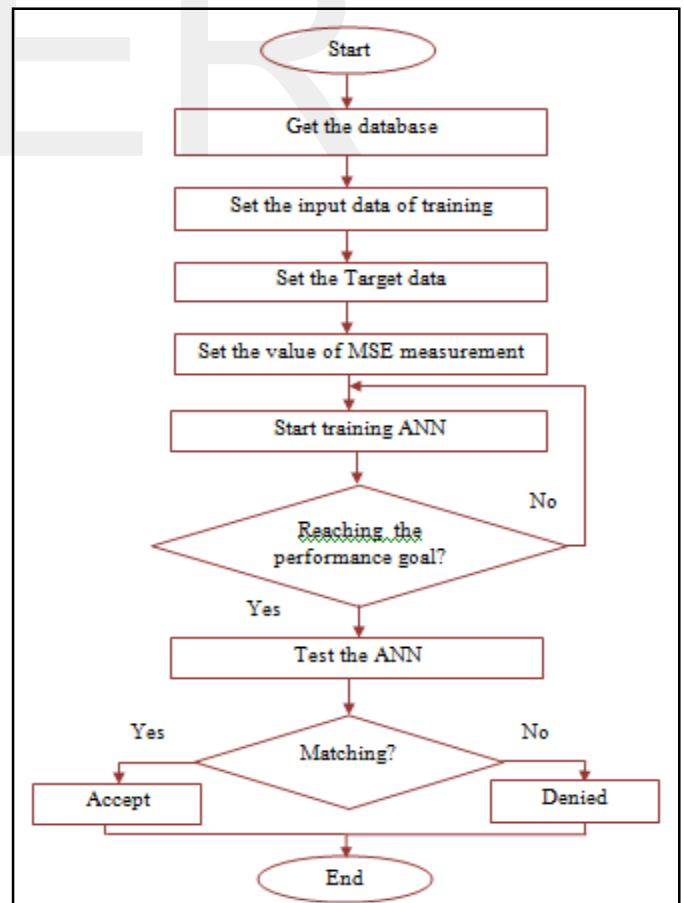 ER
Start
Get the database
Set the input data of training
Set the Target data
Set the value of MSE measurement
Start training ANN
No
Reaching the
performance goal?
Yes
Test the ANN
Yes
No
Matching?
Accept
Denied
End